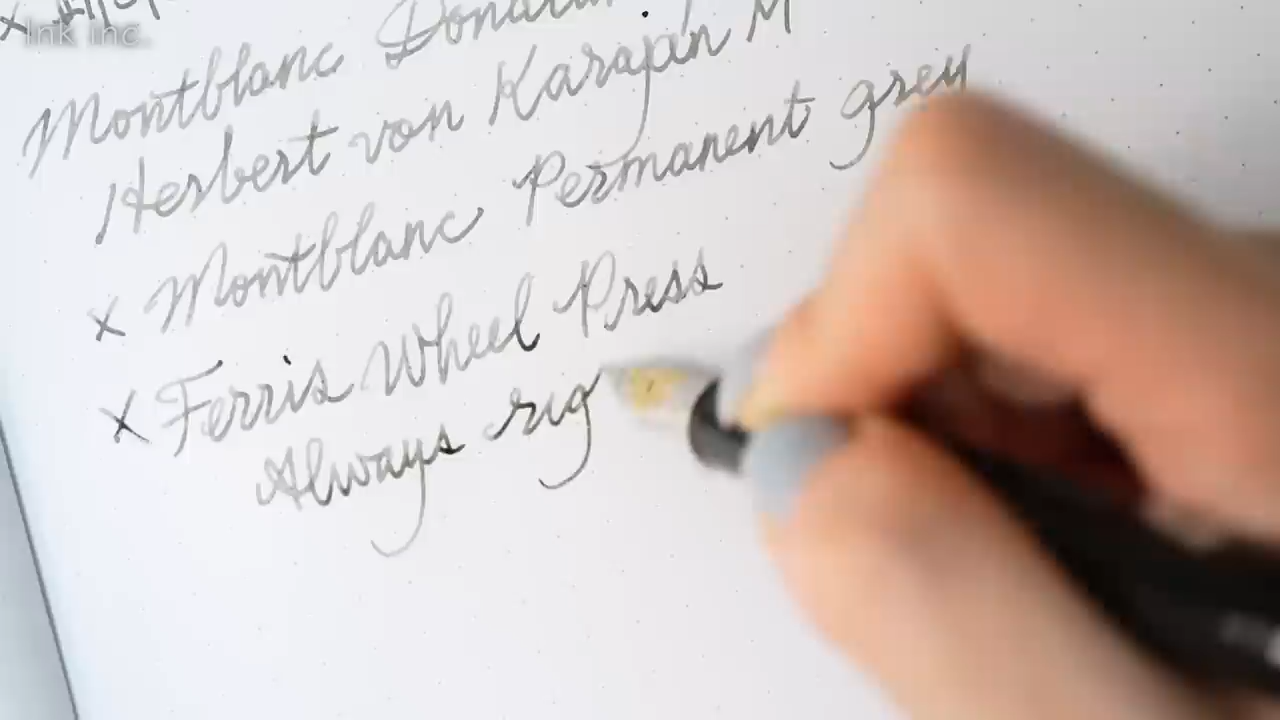 Ink inc.
Montblanc
Herbert von Karajan M
x Montblanc Permanent grey
x Ferris Wheel Press
Always rig